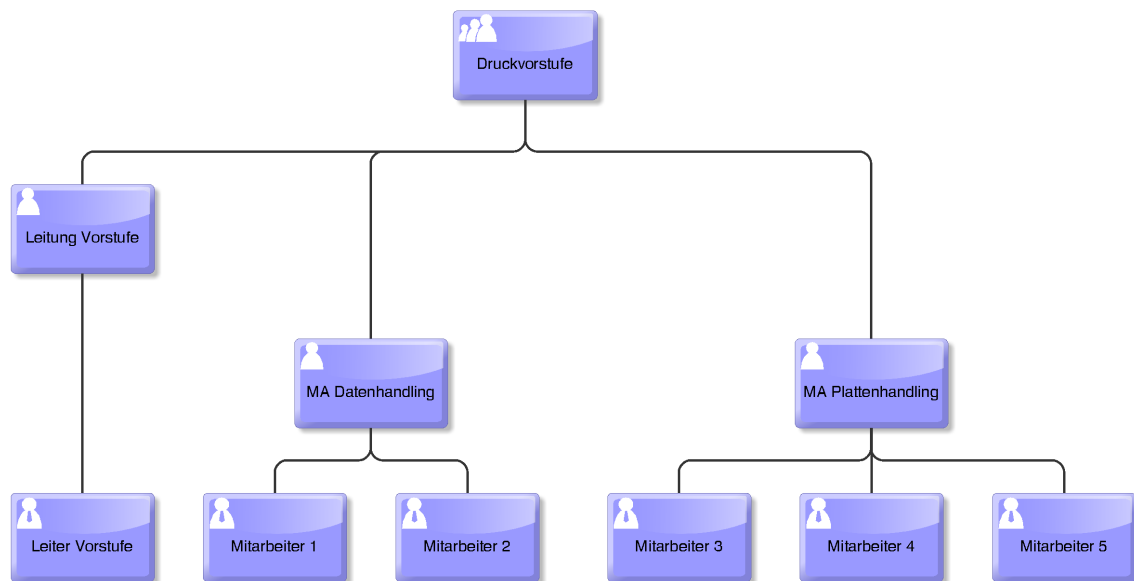 Druckvorstufe
Leitung Vorstufe
MA Datenhandling
MA Plattenhandling
Leiter Vorstufe
Mitarbeiter 1
Mitarbeiter 2
Mitarbeiter 3
Mitarbeiter 4
Mitarbeiter 5